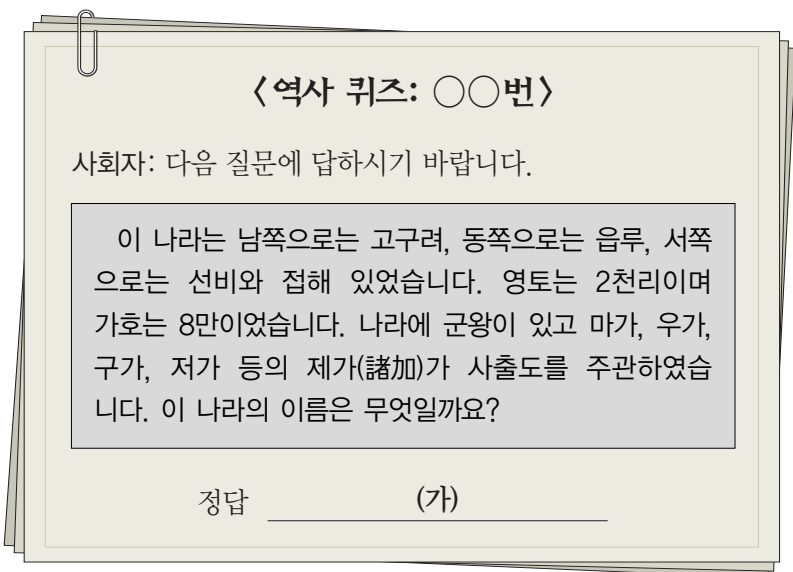 〈역사 퀴즈: ○○번〉
사회자: 다음 질문에 답하시기 바랍니다.
이 나라는 남쪽으로는 고구려, 동쪽으로는 읍루, 서쪽
으로는 선비와 접해 있었습니다. 영토는 2천리이며
가호는 8만이었습니다. 나라에 군왕이 있고 마가, 우가,
구가, 저가 등의 제가(諸加)가 사출도를 주관하였습
니다. 이 나라의 이름은 무엇일까요?
정답 (가)